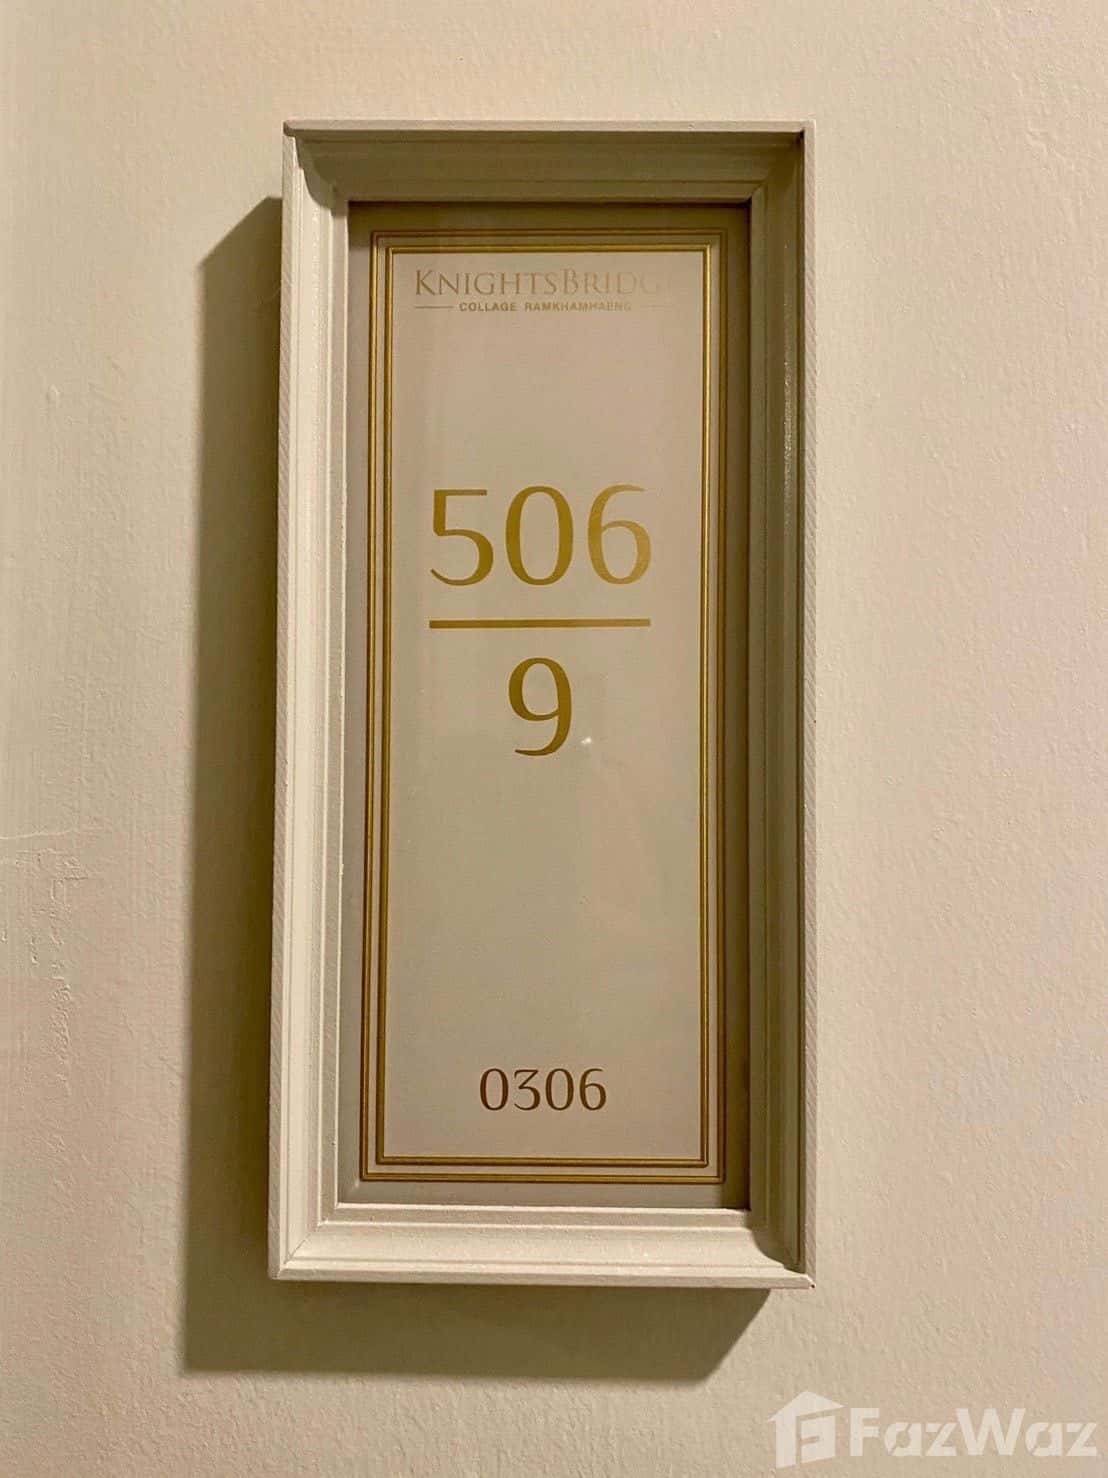 KNIGHTSBRIDGE
COLLAGE RAMKHAMHAENG
506
9
0306
FazWaz